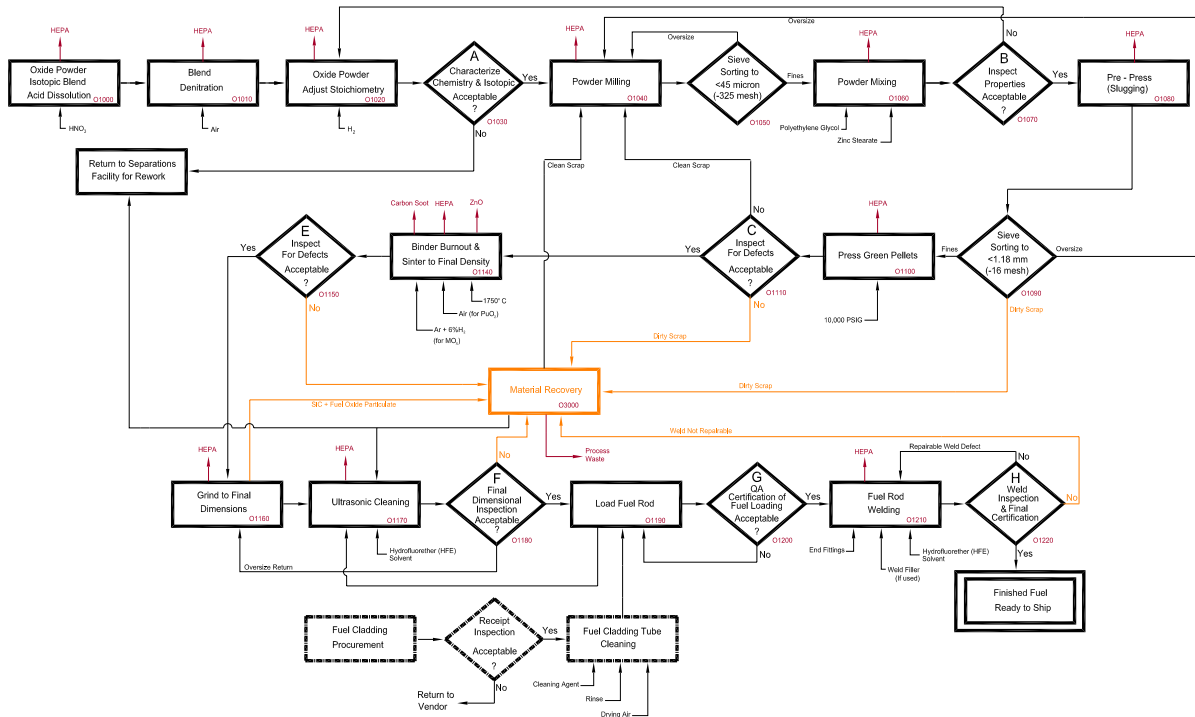 HEPA
HEPA
HEPA
A
HEPA
Oversize
Oversize
HEPA
No
B
HEPA
Oxide Powder
Isotopic Blend
Acid Dissolution
O1000
HNO3
Blend
Denitration
O1010
Air
Oxide Powder
Adjust Stoichiometry
O1020
H2
Characterize
Chemistry & Isotopic
Acceptable
?
O1030
Yes
No
Powder Milling
O1040
Sieve
Sorting to
<45 micron
(-325 mesh)
O1050
Fines
Powder Mixing
O1060
Polyethylene Glycol
Zinc Stearate
Inspect
Properties
Acceptable
?
O1070
Yes
Pre - Press
(Slugging)
O1080
Return to Separations
Facility for Rework
Clean Scrap
Clean Scrap
No
E
Yes
Inspect
For Defects
Acceptable
?
O1150
No
Carbon Soot
HEPA
ZnO
Binder Burnout &
Sinter to Final Density
O1140
1750° C
Air (for PuO2)
Ar + 6%H2
(for MO2)
Yes
C
Inspect
For Defects
Acceptable
?
O1110
No
Dirty Scrap
HEPA
Press Green Pellets
O1100
10,000 PSIG
Fines
Sieve
Sorting to
<1.18 mm
(-16 mesh)
O1090
Oversize
Dirty Scrap
Dirty Scrap
Material Recovery
O3000
SIC + Fuel Oxide Particulate
Process
Waste
Weld Not Repairable
Repairable Weld Defect
HEPA
Grind to Final
Dimensions
O1160
HEPA
Ultrasonic Cleaning
O1170
Hydrofluorether (HFE)
Solvent
Oversize Return
No
F
Final
Dimensional
Inspection
Acceptable
?
O1180
Yes
Load Fuel Rod
O1190
G
QA
Certification of
Fuel Loading
Acceptable
?
O1200
Yes
No
HEPA
Fuel Rod
Welding
O1210
End Fittings
Weld Filler
(If used)
Hydrofluorether (HFE)
Solvent
No
H
Weld
Inspection
& Final
Certification
O1220
No
Yes
Finished Fuel
Ready to Ship
Fuel Cladding
Procurement
Receipt
Inspection
Acceptable
?
Yes
No
Return to
Vendor
Fuel Cladding Tube
Cleaning
Cleaning Agent
Rinse
Drying Air